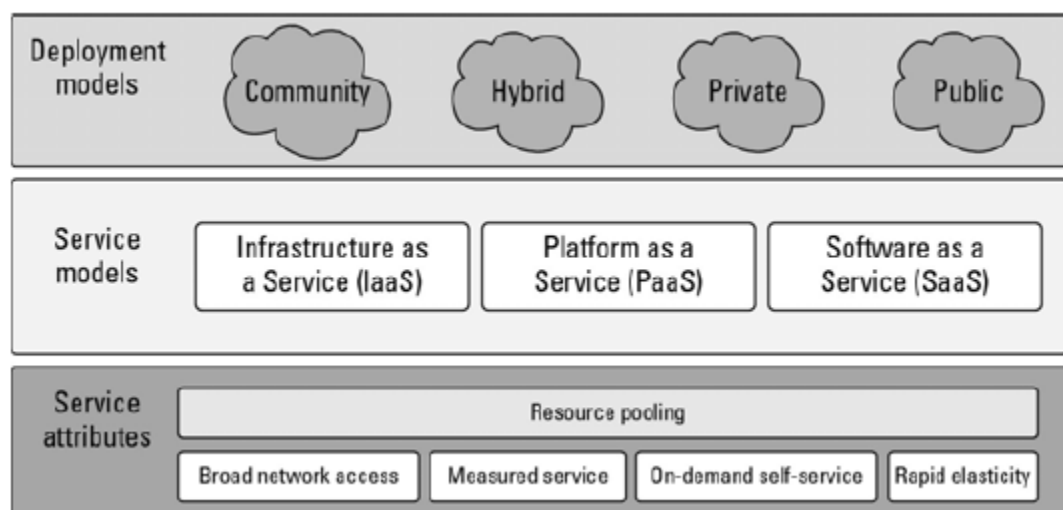 Deployment
models
Community
Hybrid
Private
Public
Service
models
Infrastructure as
a Service (IaaS)
Platform as a
Service (PaaS)
Software as a
Service (SaaS)
Service
attributes
Resource pooling
Broad network access
Measured service
On-demand self-service
Rapid elasticity